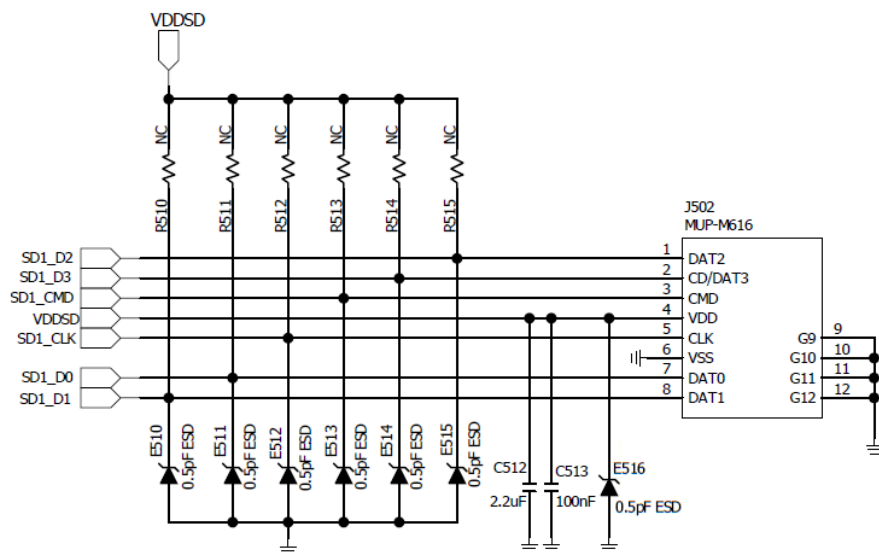 VDDSD
NC
NC
NC
NC
NC
NC
R510
R511
R512
R513
R514
R515
J502
MUP-M616
SD1_D2
1
DAT2
SD1_D3
2
CD/DAT3
SD1_CMD
3
CMD
VDDSD
4
VDD
SD1_CLK
5
CLK
G9
9
6
VSS
G10
10
SD1_D0
7
DAT0
G11
11
SD1_D1
8
DAT1
G12
12
E510
0.5pF ESD
E511
0.5pF ESD
E512
0.5pF ESD
E513
0.5pF ESD
E514
0.5pF ESD
E515
0.5pF ESD
C512
2.2uF
C513
100nF
E516
0.5pF ESD